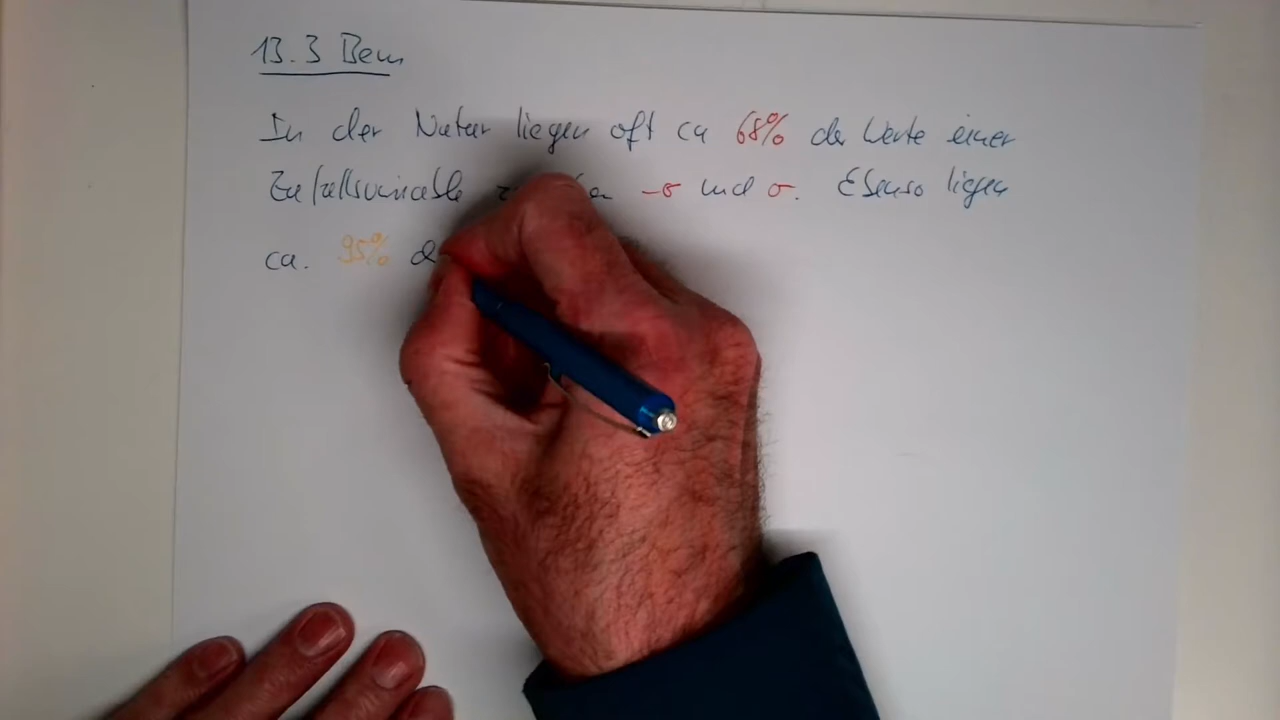 13.3 Bem
In der Natur liegen oft ca 68% der Werte einer
Zufallsvariable -σ und σ. Ebenso liegen
ca. 95% d